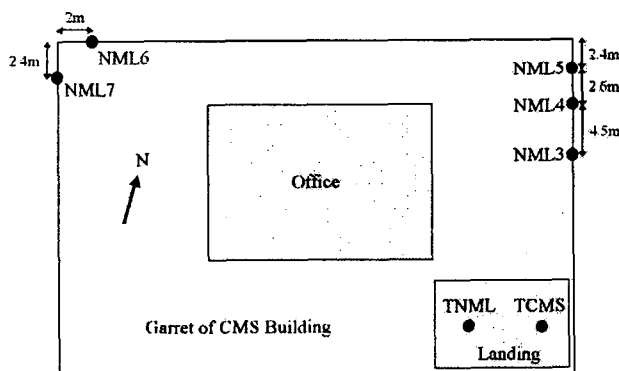 2m
NML6
2.4m
NML7
2.4m
NML5
2.6m
NML4
4.5m
NML3
N
Office
TNML TCMS
Landing
Garret of CMS Building